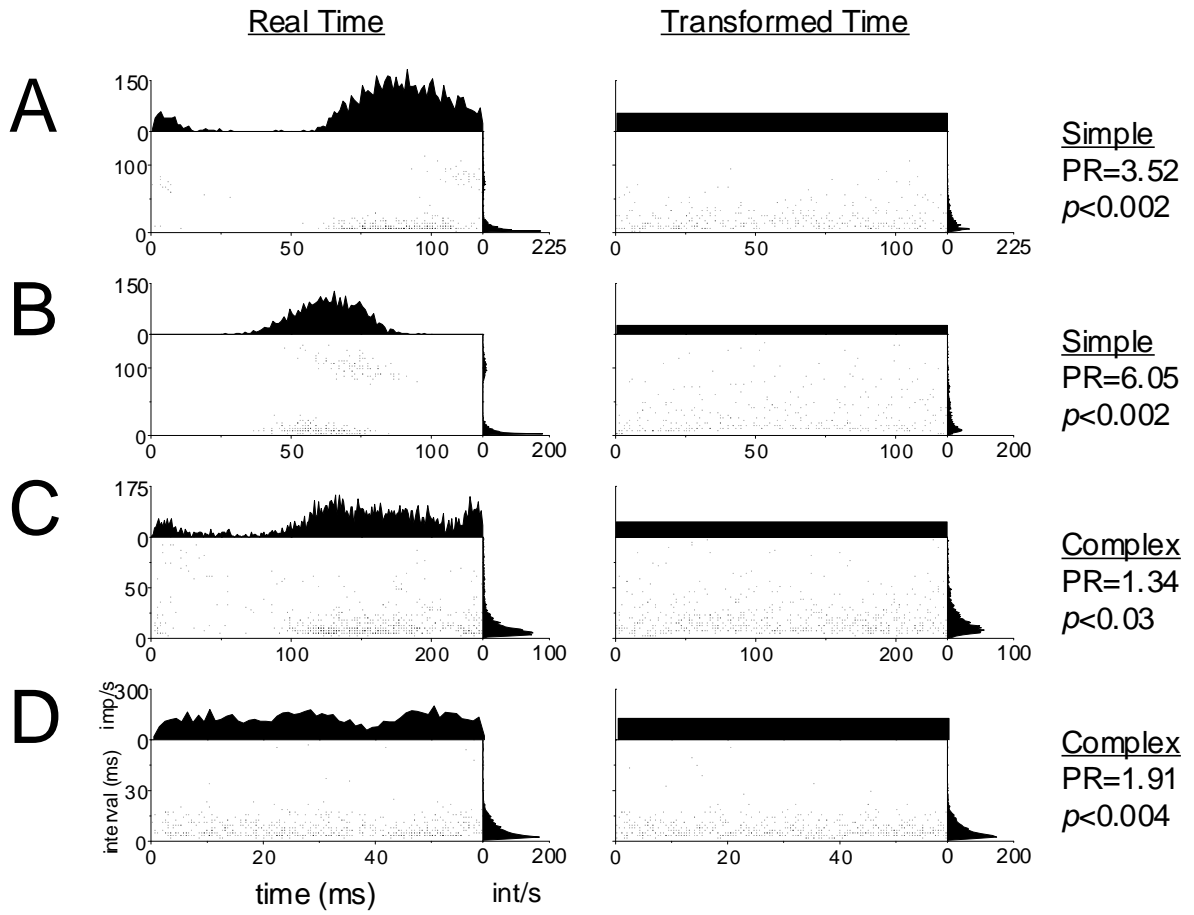 Real Time Transformed Time
A
150
0
100
0
0 50 100 0 225
0 50 100 0 225
Simple
PR=3.52
p<0.002
B
150
0
100
0
0 50 100 0 200
0 50 100 0 200
Simple
PR=6.05
p<0.002
C
175
0
50
0
0 100 200 0 100
0 100 200 0 100
Complex
PR=1.34
p<0.03
D
300
imp/s
0
30
interval (ms)
0
0 20 40 0 200
0 20 40 0 200
Complex
PR=1.91
p<0.004
time (ms) int/s